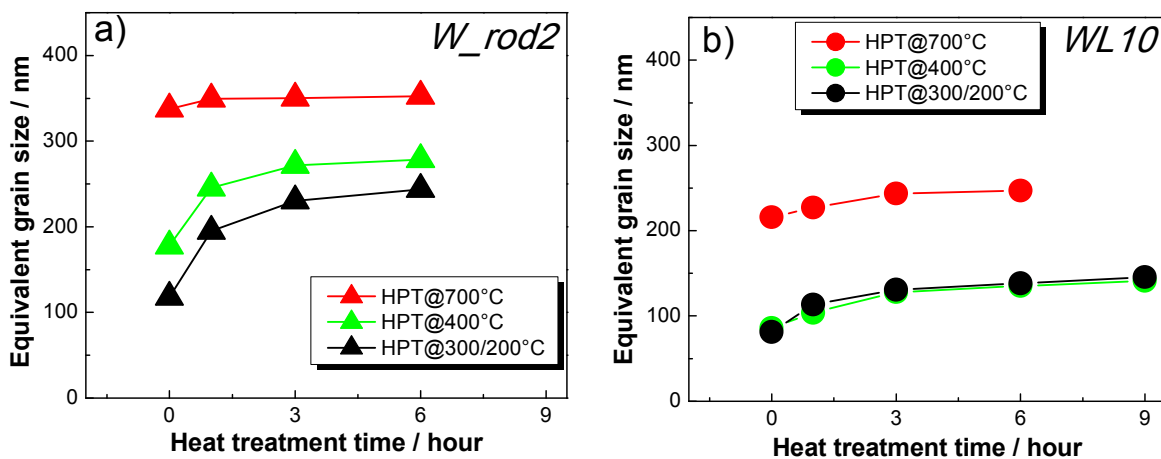 a)
W_rod2
Equivalent grain size / nm
400
300
200
100
0
HPT@700°C
HPT@400°C
HPT@300/200°C
0
3
6
9
Heat treatment time / hour
b)
WL10
Equivalent grain size / nm
400
300
200
100
0
HPT@700°C
HPT@400°C
HPT@300/200°C
0
3
6
9
Heat treatment time / hour